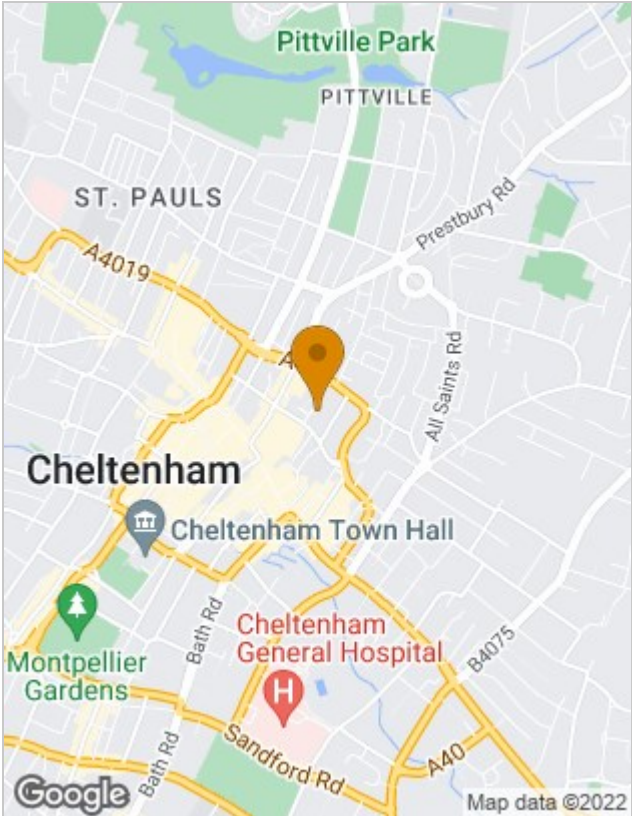 Pittville Park
PITTVILLE
ST. PAULS
Prestbury Rd
A4019
All Saints Rd
Cheltenham
Cheltenham Town Hall
Bath Rd
Cheltenham
General Hospital
H
B4075
Montpellier
Gardens
Sandford Rd
Bath Rd
A40
Google
Map data ©2022